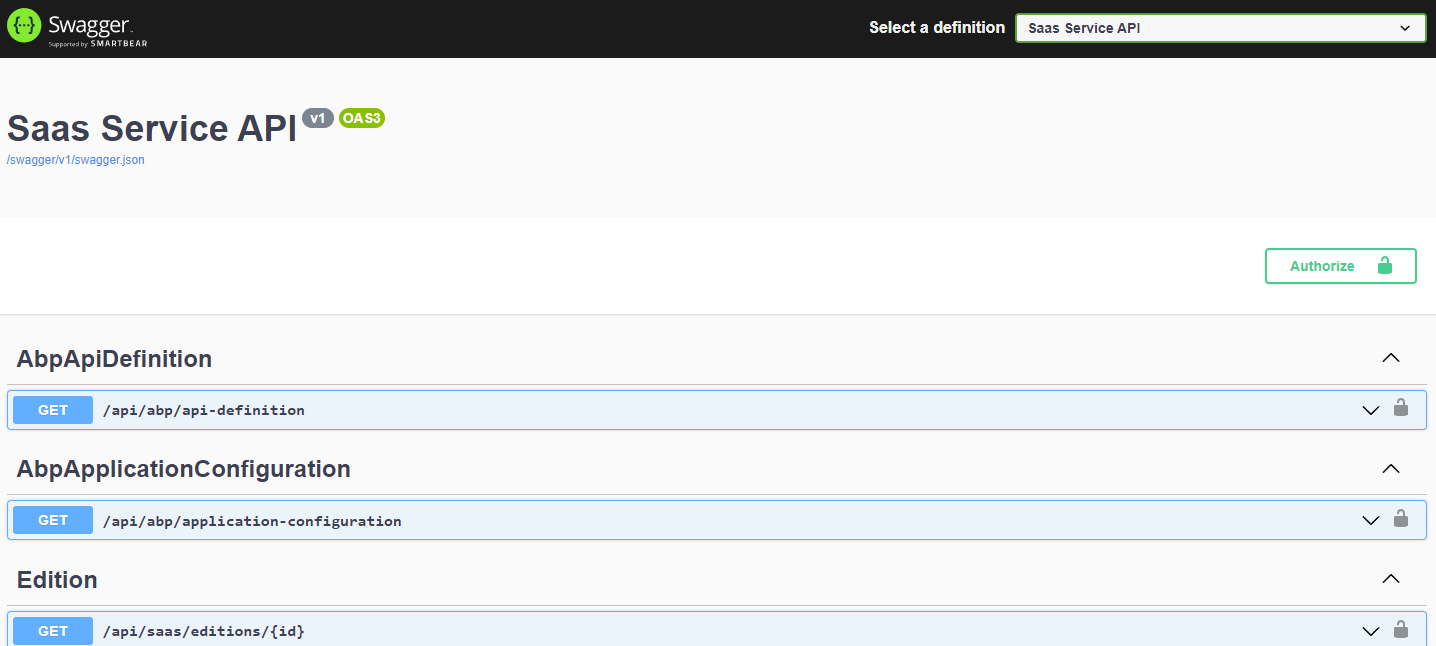 {···} Swagger™
Supported by SMARTBEAR
Select a definition
Saas Service API
Saas Service API v1 OAS3
/swagger/v1/swagger.json
Authorize
AbpApiDefinition
GET /api/abp/api-definition
AbpApplicationConfiguration
GET /api/abp/application-configuration
Edition
GET /api/saas/editions/{id}